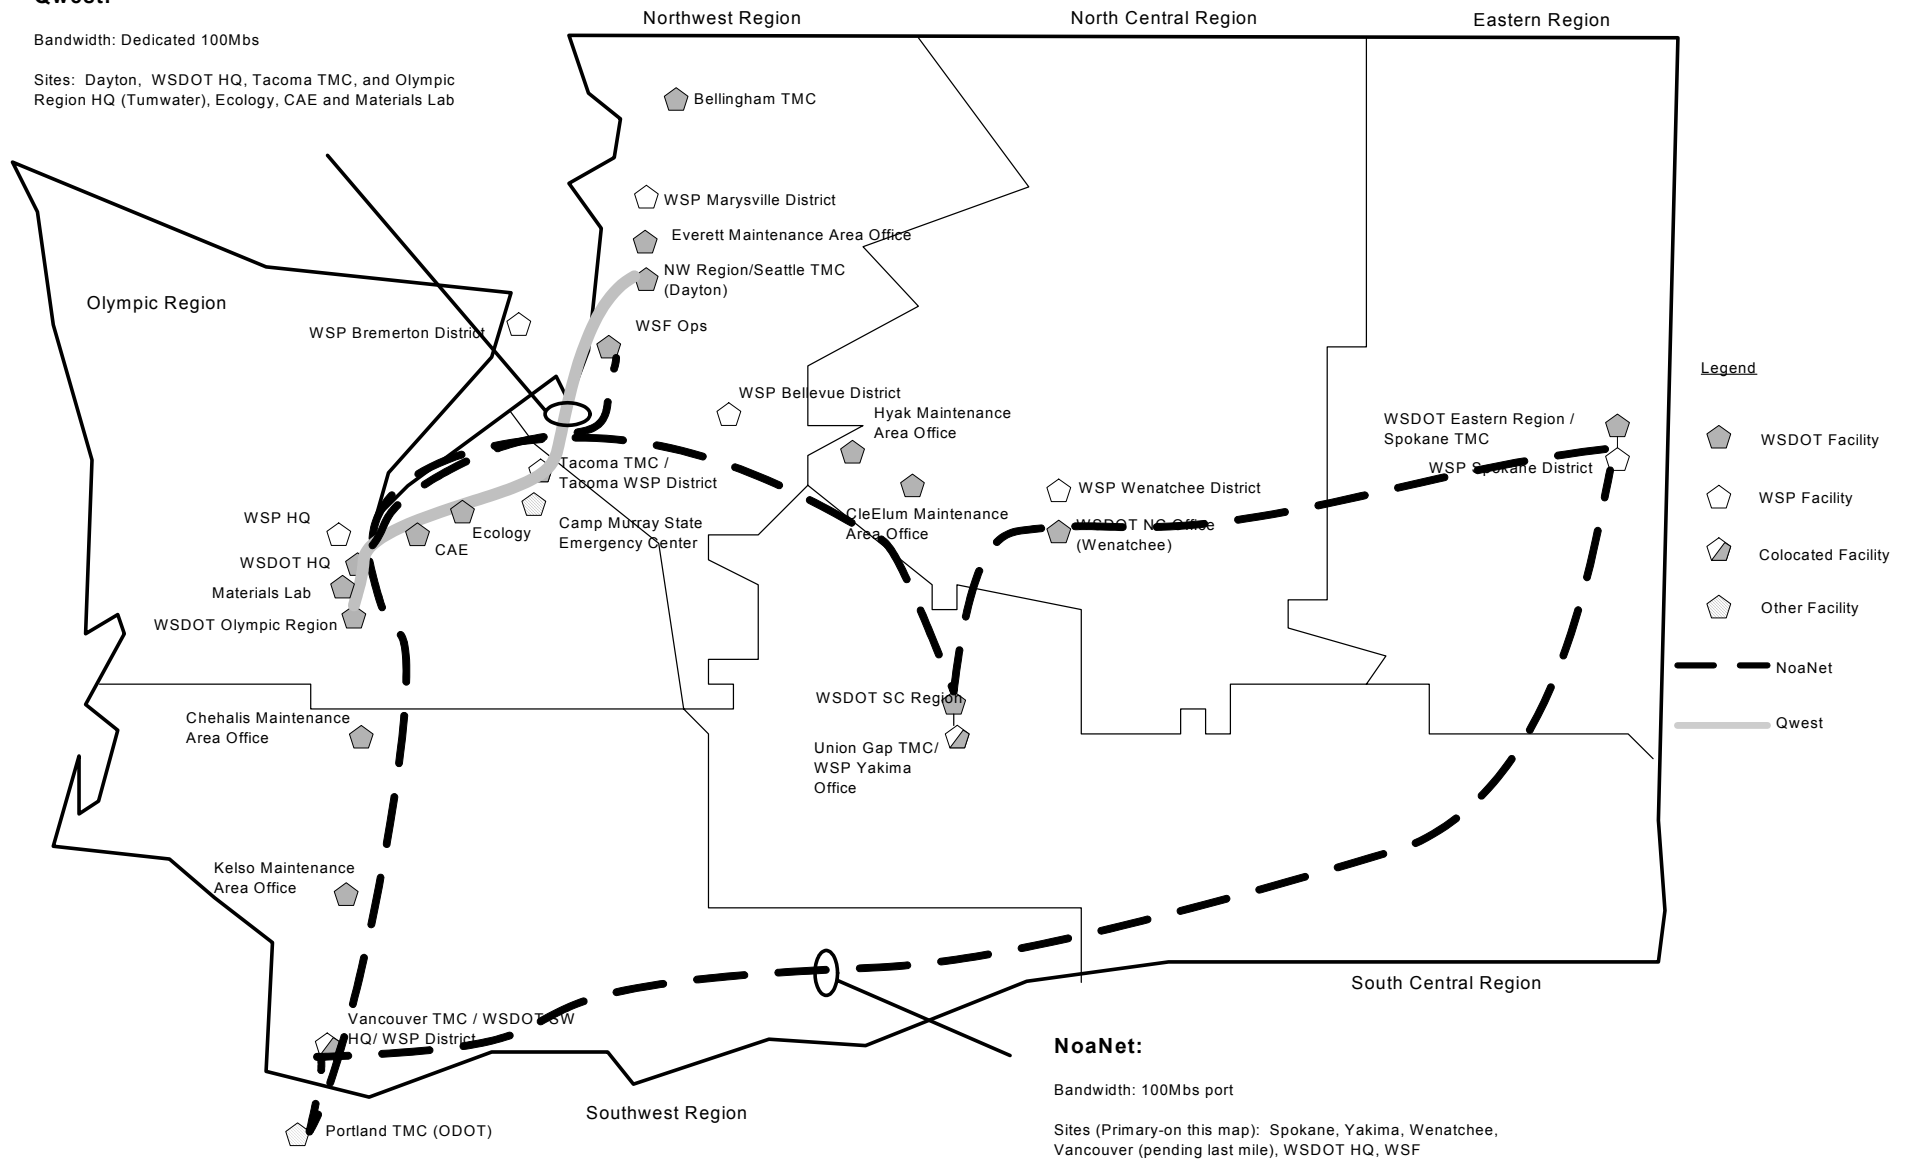 Qwest:
Northwest Region
North Central Region
Eastern Region
Bandwidth: Dedicated 100Mbs
Sites: Dayton, WSDOT HQ, Tacoma TMC, and Olympic
Region HQ (Tumwater), Ecology, CAE and Materials Lab
Bellingham TMC
WSP Marysville District
Everett Maintenance Area Office
NW Region/Seattle TMC
(Dayton)
Olympic Region
WSP Bremerton District
WSF Ops
WSP Bellevue District
Hyak Maintenance
Area Office
Legend
WSDOT Eastern Region /
Spokane TMC
WSDOT Facility
WSP Spokane District
Tacoma TMC /
Tacoma WSP District
WSP Wenatchee District
WSP Facility
WSP HQ
CleElum Maintenance
Area Office
Camp Murray State
Emergency Center
WSDOT NC Office
(Wenatchee)
Ecology
CAE
Colocated Facility
WSDOT HQ
Materials Lab
Other Facility
WSDOT Olympic Region
NoaNet
WSDOT SC Region
Chehalis Maintenance
Area Office
Qwest
Union Gap TMC/
WSP Yakima
Office
Kelso Maintenance
Area Office
South Central Region
Vancouver TMC / WSDOT SW
HQ/ WSP District
NoaNet:
Bandwidth: 100Mbs port
Southwest Region
Portland TMC (ODOT)
Sites (Primary-on this map): Spokane, Yakima, Wenatchee,
Vancouver (pending last mile), WSDOT HQ, WSF